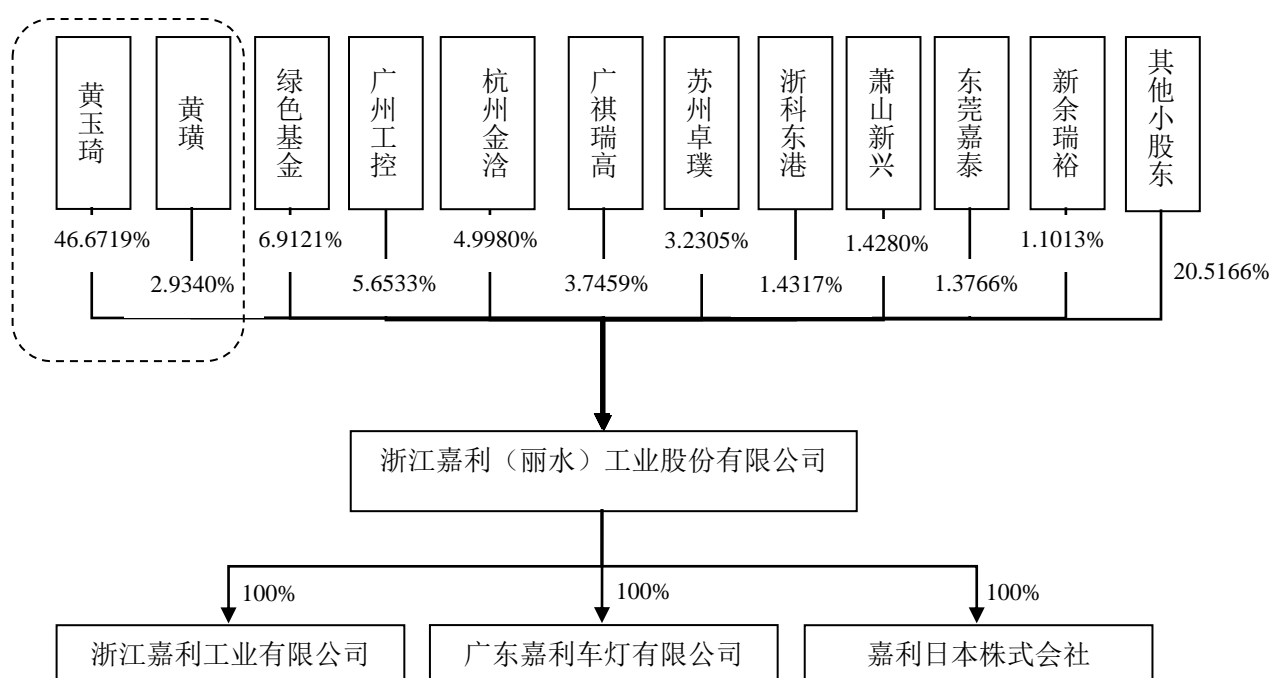 黄玉琦
黄璜
绿色基金
广州工控
杭州金浛
广祺瑞高
苏州卓璞
浙科东港
萧山新兴
东莞嘉泰
新余瑞裕
其他小股东
46.6719%
2.9340%
6.9121%
5.6533%
4.9980%
3.7459%
3.2305%
1.4317%
1.4280%
1.3766%
1.1013%
20.5166%
浙江嘉利（丽水）工业股份有限公司
100%
100%
100%
浙江嘉利工业有限公司
广东嘉利车灯有限公司
嘉利日本株式会社